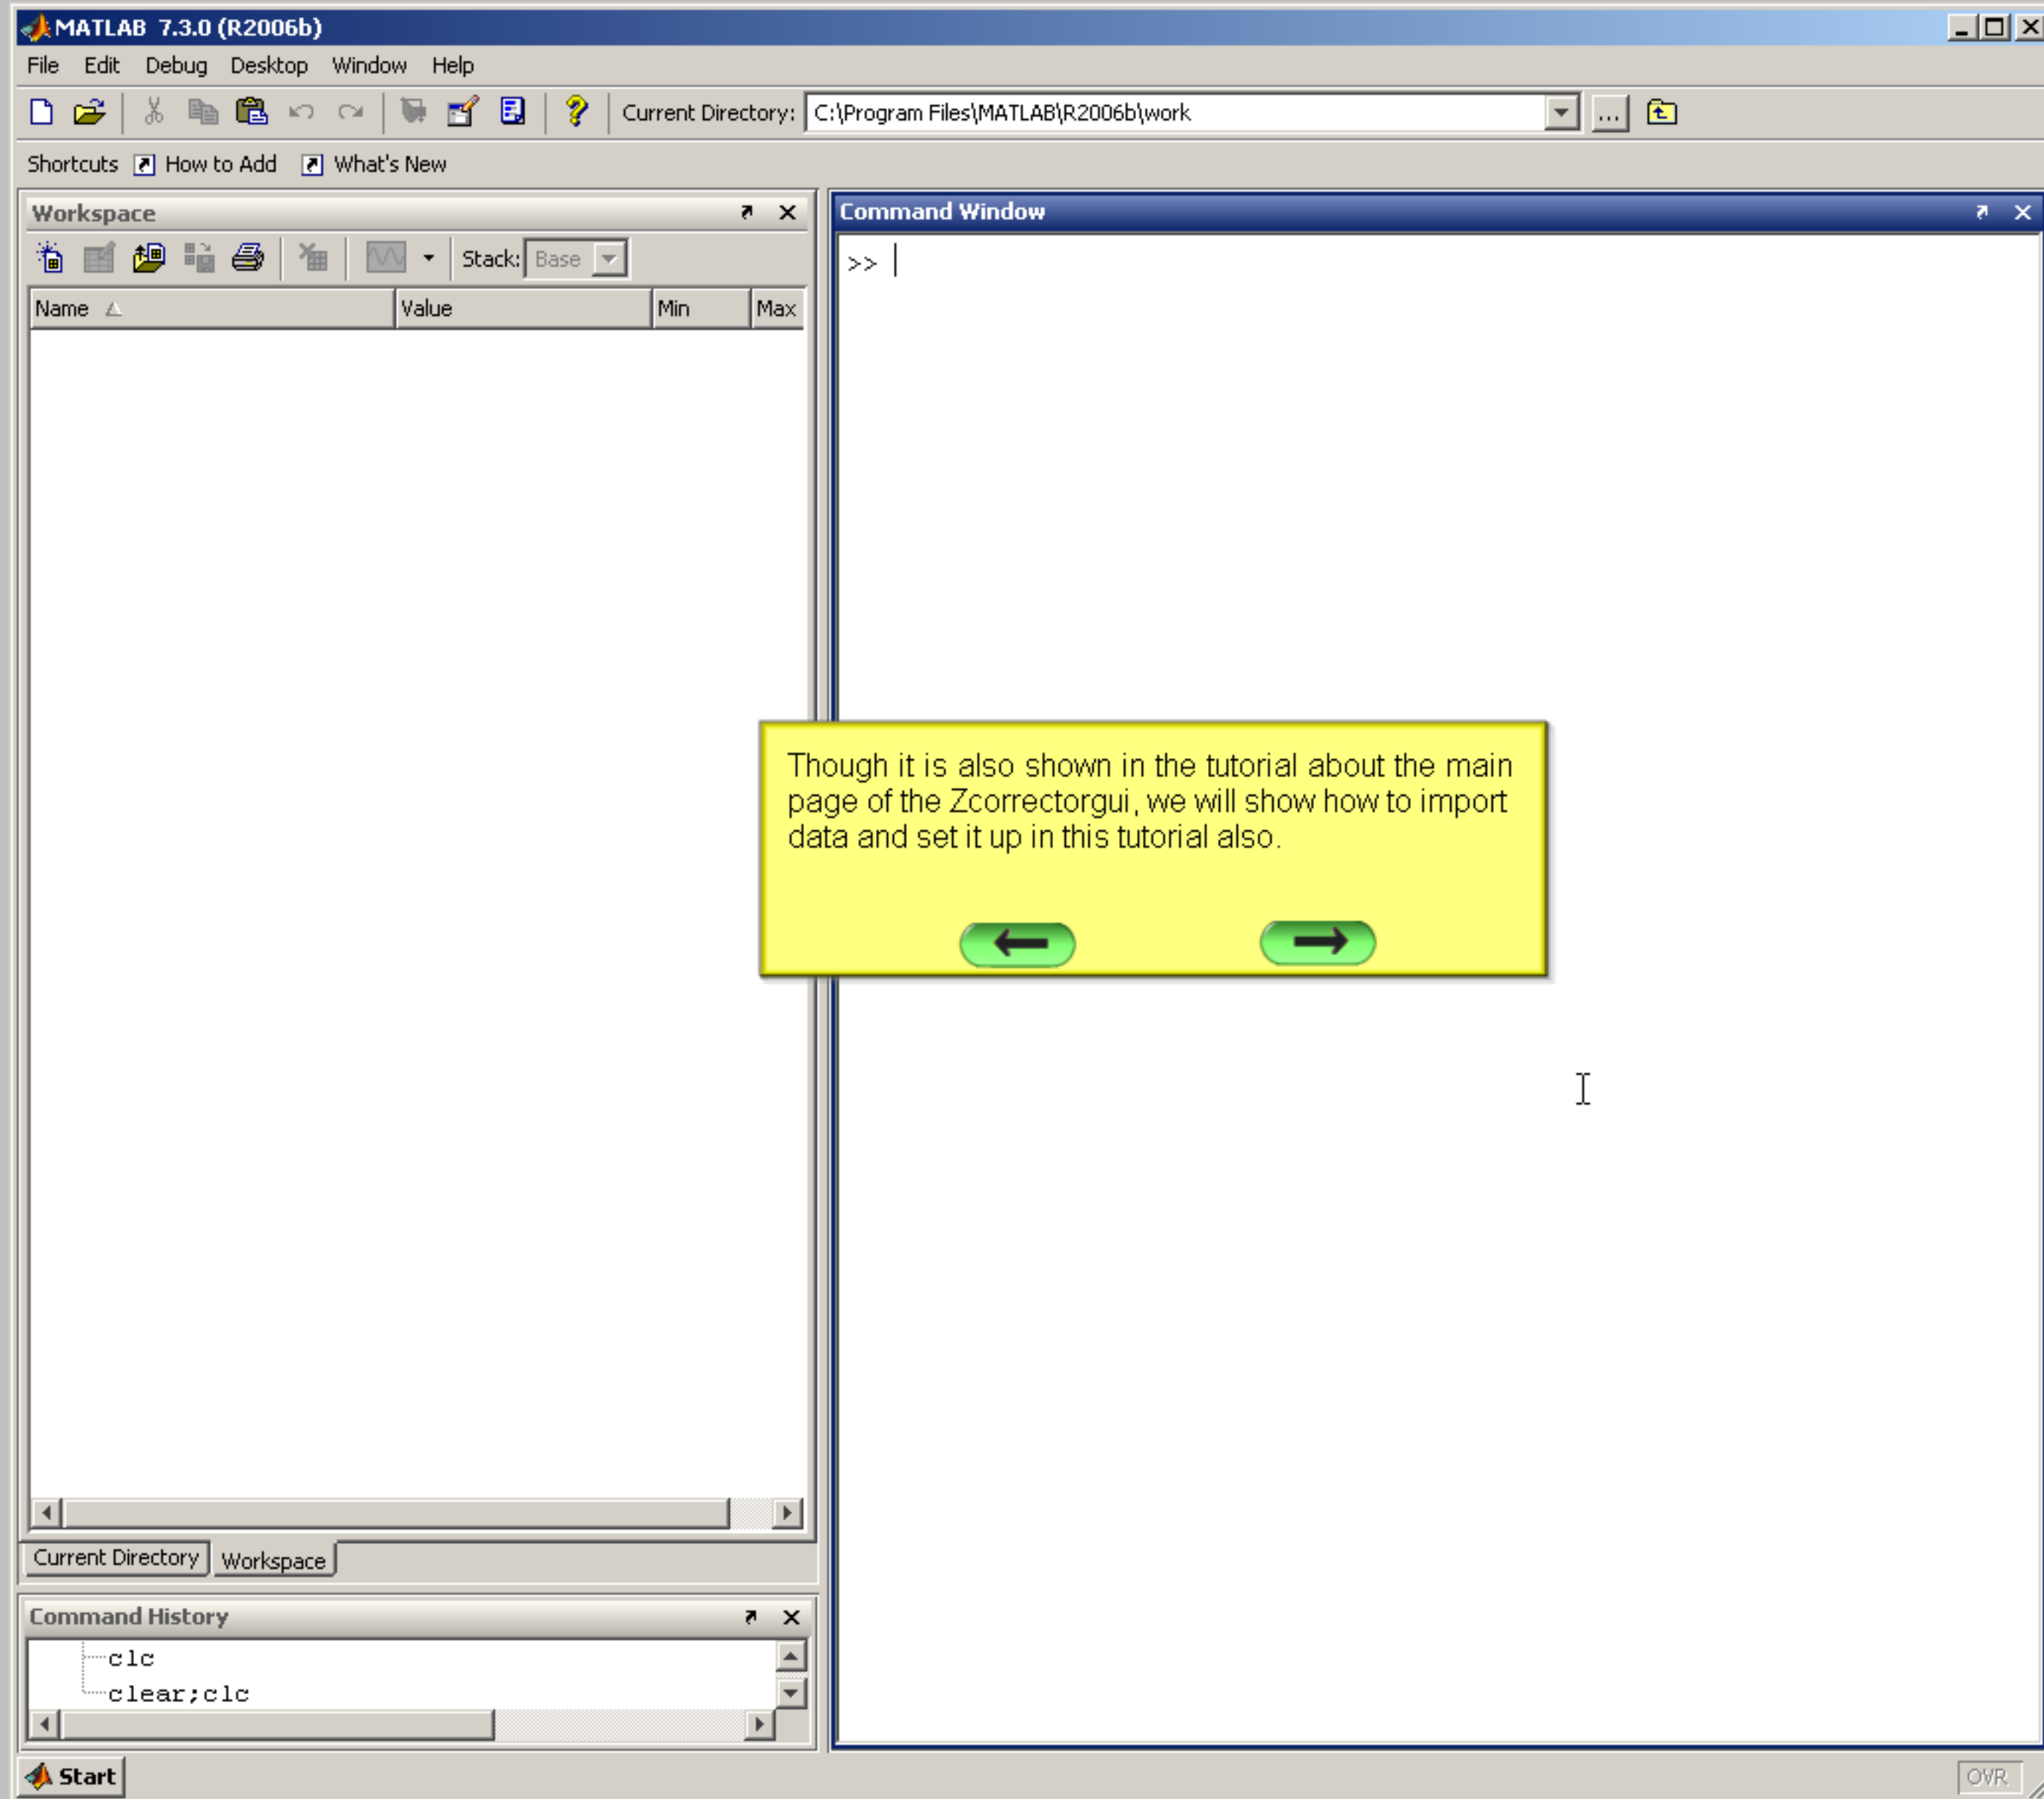 MATLAB 7.3.0 (R2006b)
File Edit Debug Desktop Window Help
Current Directory: C:\Program Files\MATLAB\R2006b\work ...
Shortcuts How to Add What's New
Workspace
Stack: Base
Name Value Min Max
Command Window
>>
Though it is also shown in the tutorial about the main
page of the Zcorrectorgui, we will show how to import
data and set it up in this tutorial also.
Current Directory Workspace
Command History
clc
clear;clc
Start
OVR